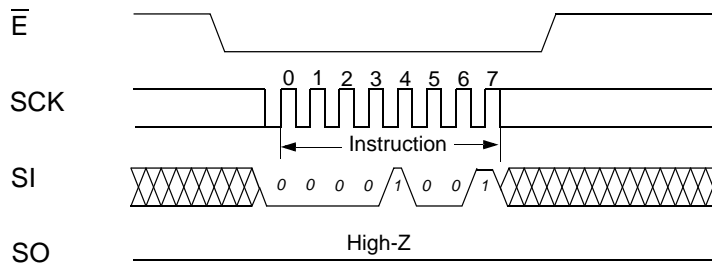 E̅
0 1 2 3 4 5 6 7
SCK
Instruction
SI
0 0 0 0 1 0 0 1
High-Z
SO